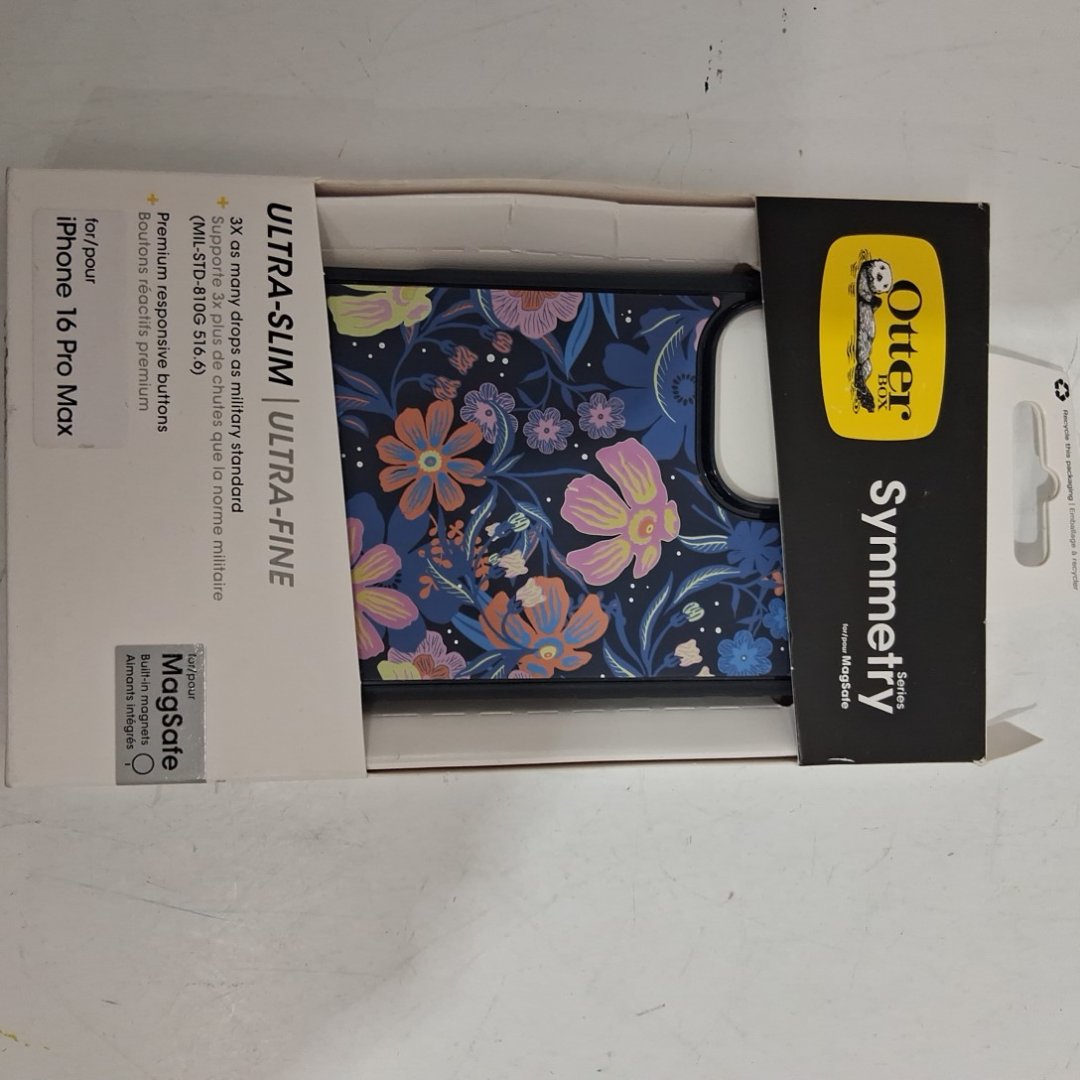 Recycle this packaging | Emballage à recycler
Otter
BOX
Symmetry
Series
for/pour MagSafe
ULTRA-SLIM | ULTRA-FINE
+ 3X as many drops as military standard
Supporte 3x plus de chutes que la norme militaire
(MIL-STD-810G 516.6)
+ Premium responsive buttons
Boutons réactifs premium
for/pour
iPhone 16 Pro Max
for/pour
MagSafe
Built-in magnets
Aimants intégrés